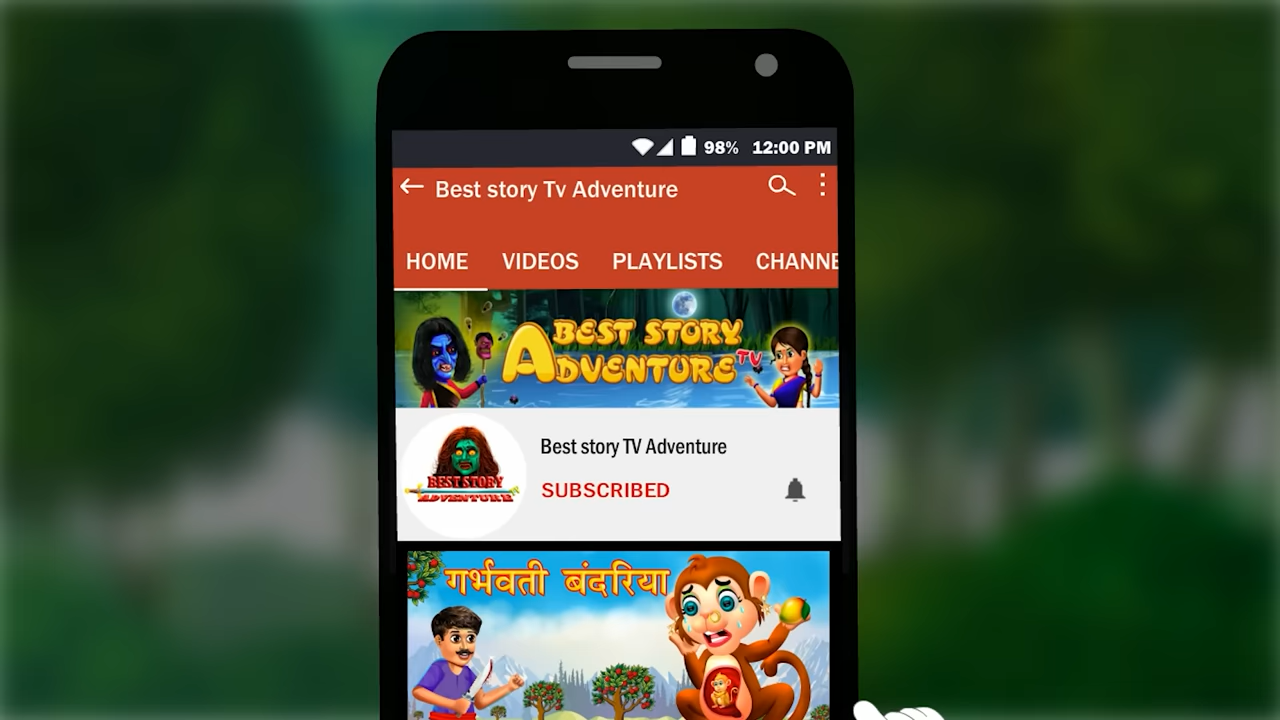 98% 12:00 PM
Best story Tv Adventure
HOME VIDEOS PLAYLISTS CHANNE
BEST STORY
ADVENTURE TV
Best story TV Adventure
BEST STORY
ADVENTURE TV
SUBSCRIBED
गर्भवती बंदरिया